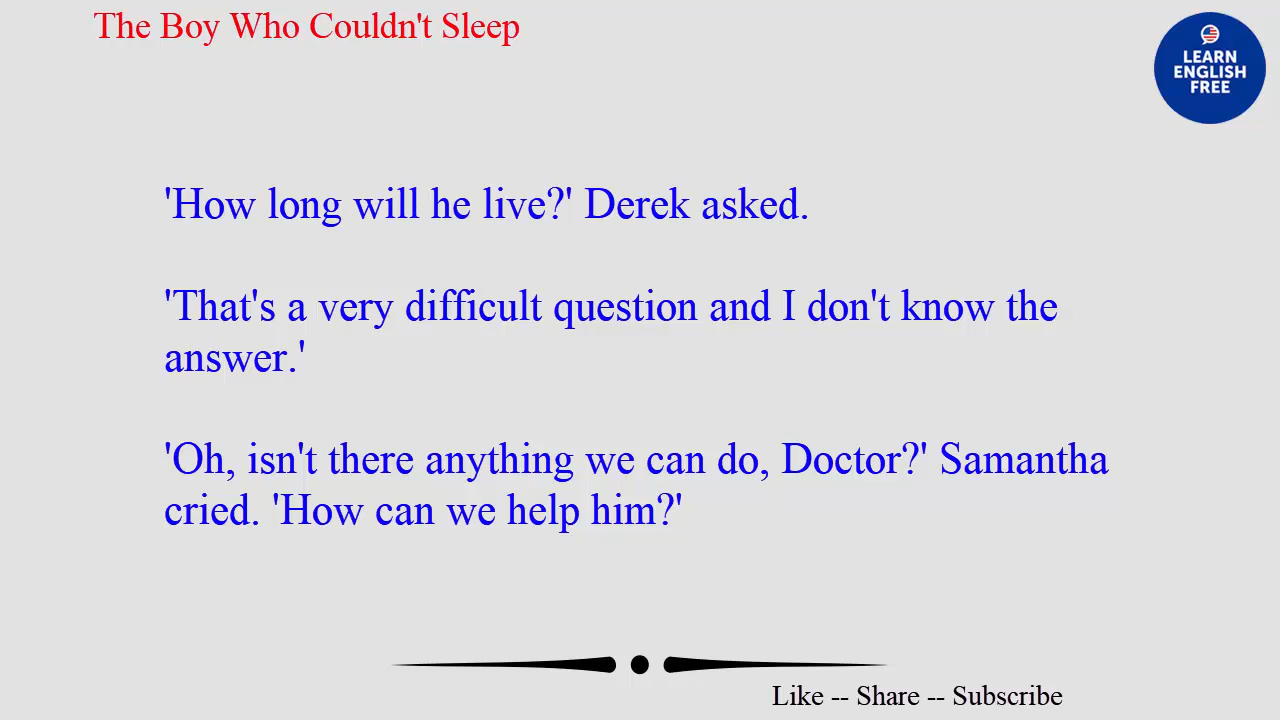 The Boy Who Couldn't Sleep
LEARN
ENGLISH
FREE
'How long will he live?' Derek asked.
'That's a very difficult question and I don't know the
answer.'
'Oh, isn't there anything we can do, Doctor?' Samantha
cried. 'How can we help him?'
Like -- Share -- Subscribe